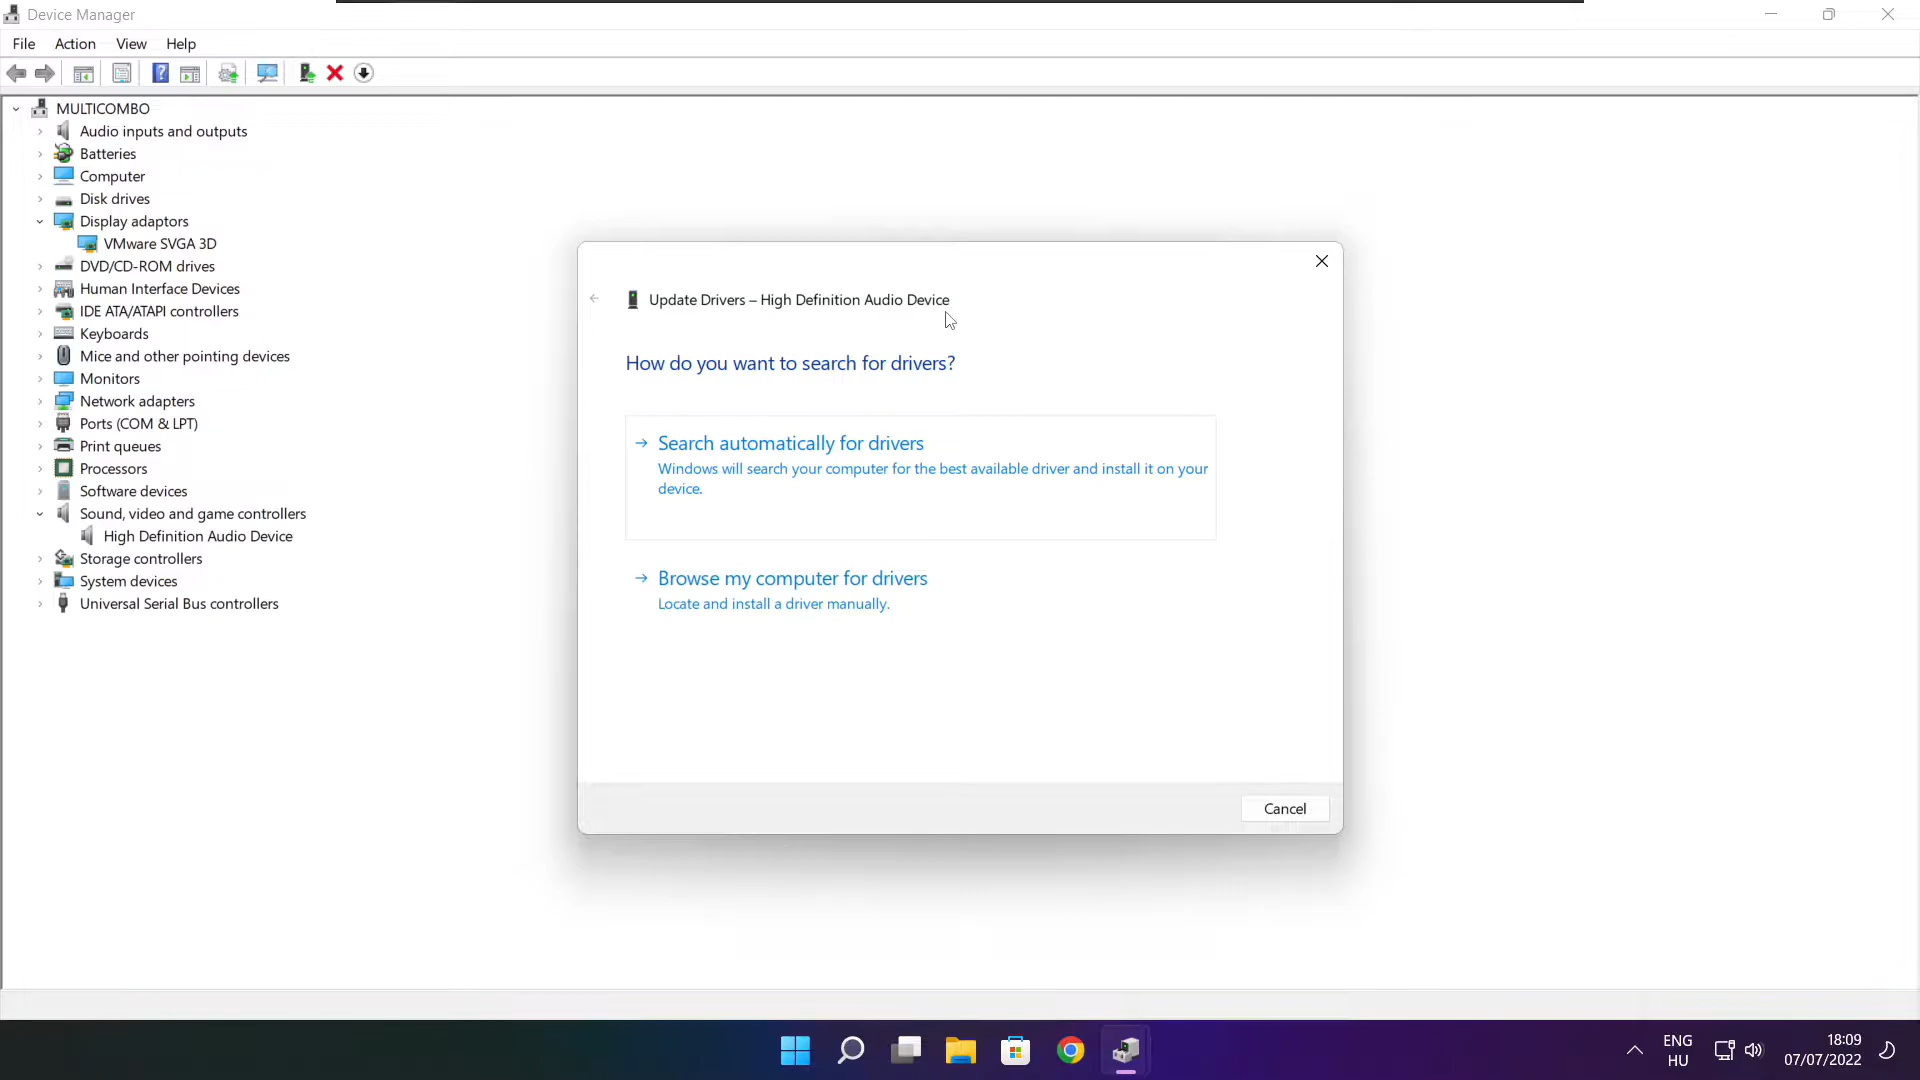 Device Manager
File Action View Help
MULTICOMBO
Audio inputs and outputs
Batteries
Computer
Disk drives
Display adaptors
VMware SVGA 3D
DVD/CD-ROM drives
Human Interface Devices
IDE ATA/ATAPI controllers
Keyboards
Mice and other pointing devices
Monitors
Network adapters
Ports (COM & LPT)
Print queues
Processors
Software devices
Sound, video and game controllers
High Definition Audio Device
Storage controllers
System devices
Universal Serial Bus controllers
Update Drivers – High Definition Audio Device
How do you want to search for drivers?
Search automatically for drivers
Windows will search your computer for the best available driver and install it on your
device.
Browse my computer for drivers
Locate and install a driver manually.
Cancel
ENG
HU
18:09
07/07/2022